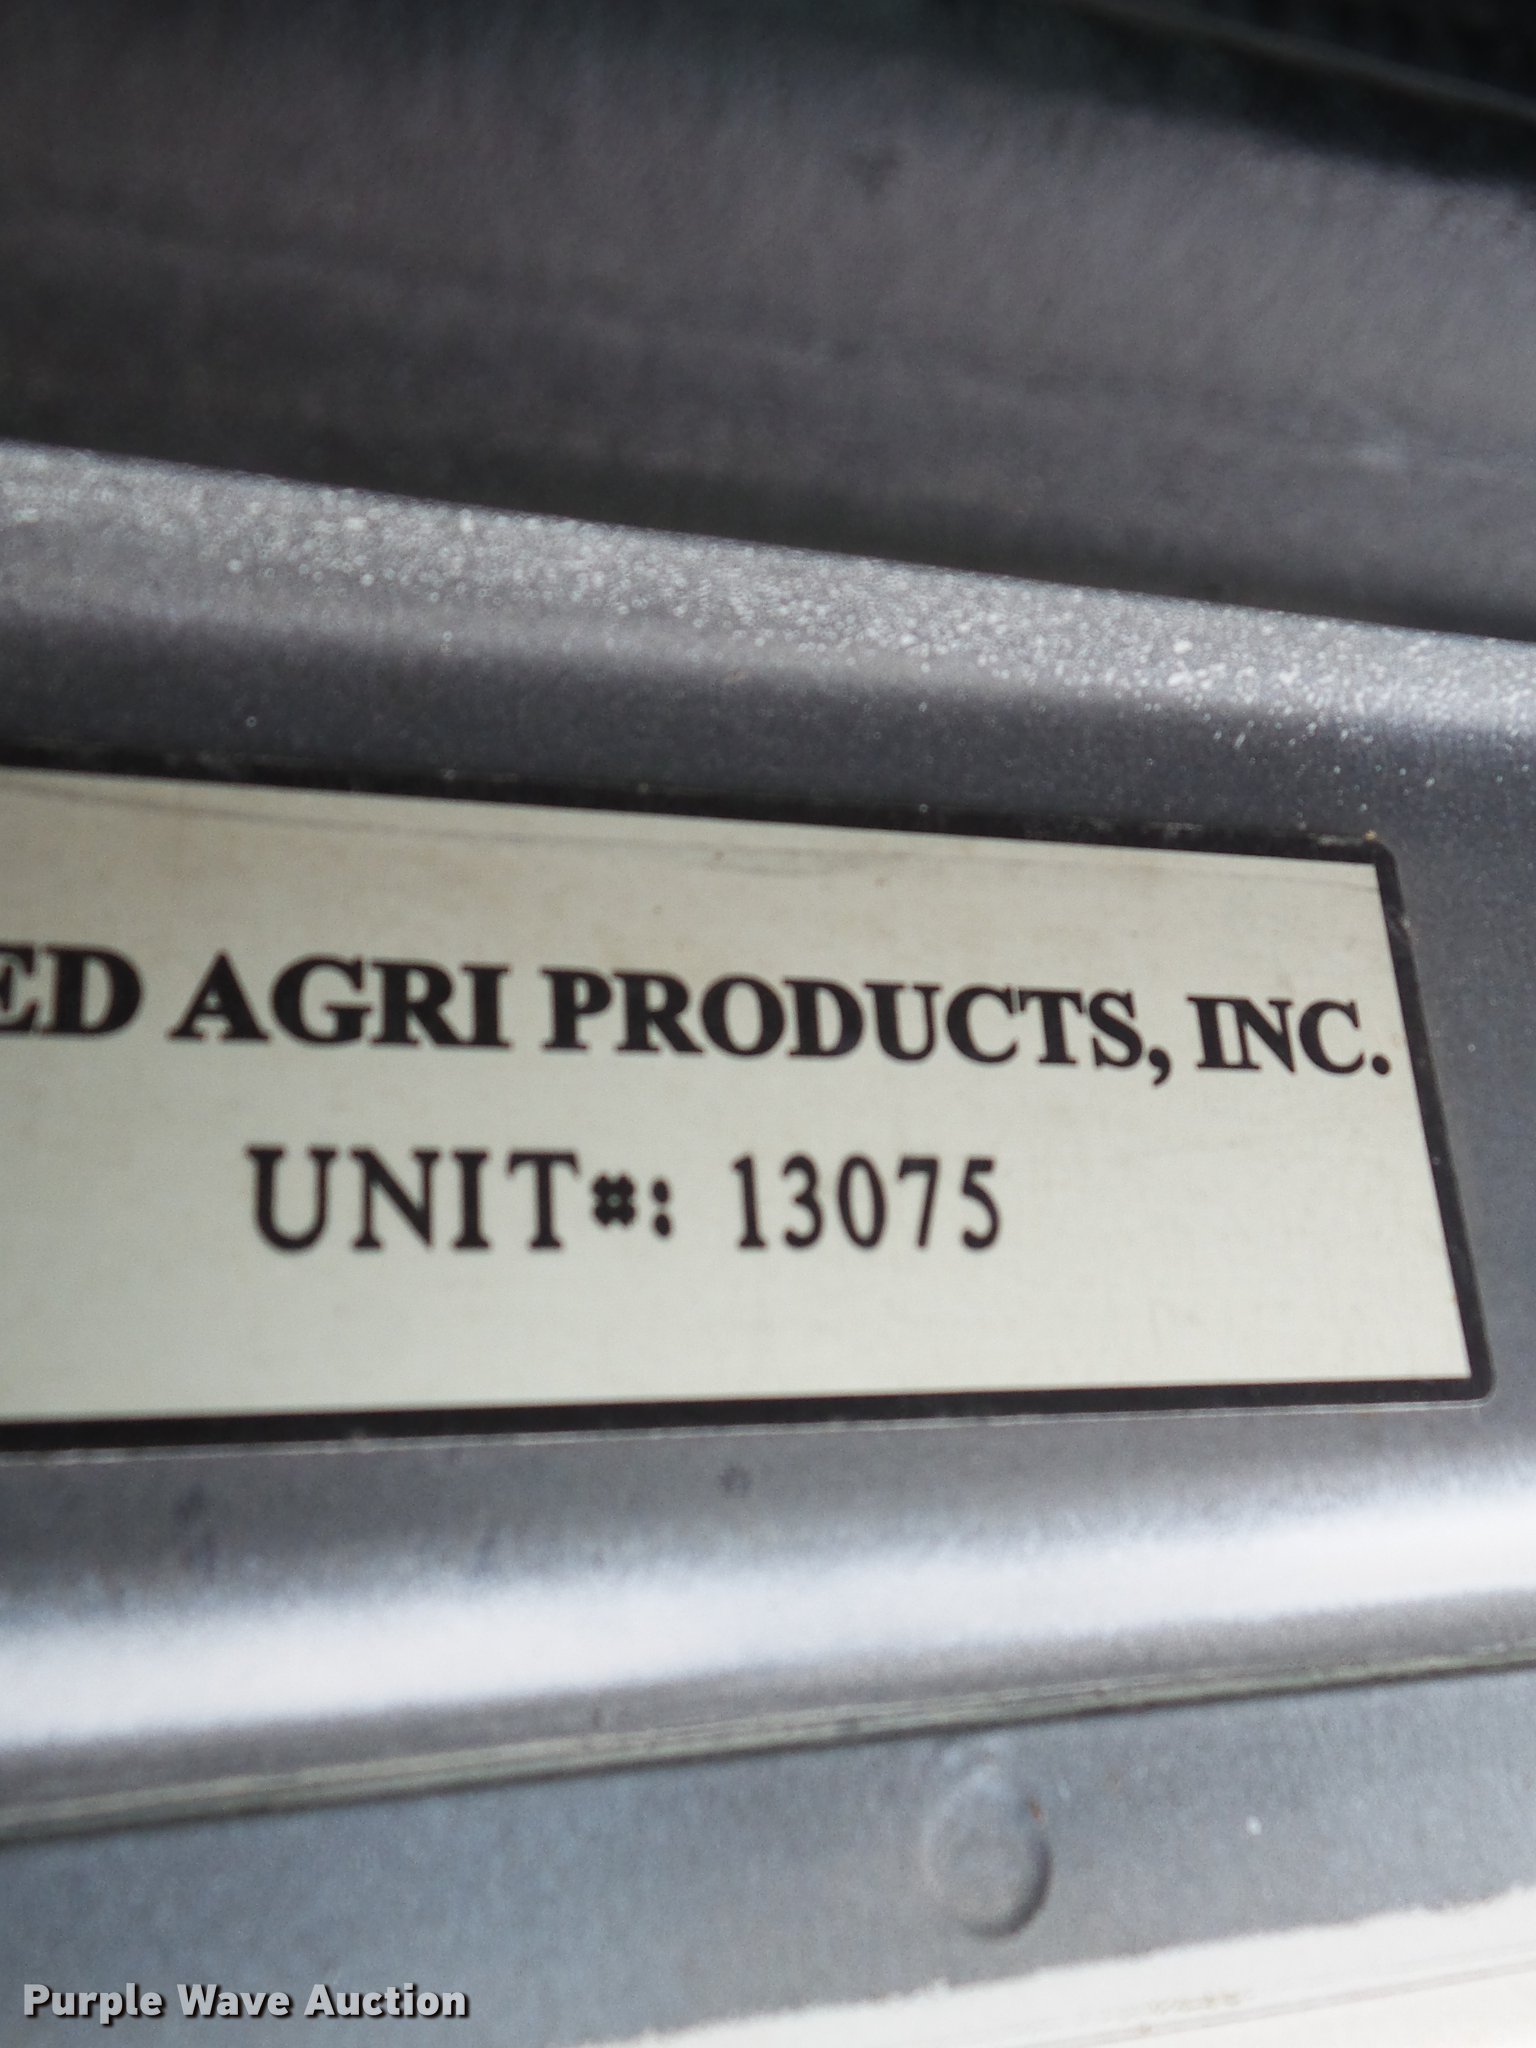 ED AGRI PRODUCTS, INC.
UNIT#: 13075
Purple Wave Auction